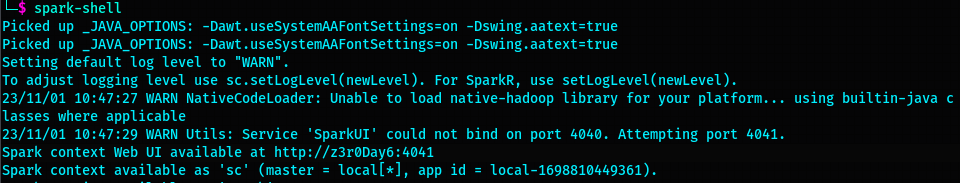 └─$ spark-shell
Picked up _JAVA_OPTIONS: -Dawt.useSystemAAFontSettings=on -Dswing.aatext=true
Picked up _JAVA_OPTIONS: -Dawt.useSystemAAFontSettings=on -Dswing.aatext=true
Setting default log level to "WARN".
To adjust logging level use sc.setLogLevel(newLevel). For SparkR, use setLogLevel(newLevel).
23/11/01 10:47:27 WARN NativeCodeLoader: Unable to load native-hadoop library for your platform... using builtin-java c
lasses where applicable
23/11/01 10:47:29 WARN Utils: Service 'SparkUI' could not bind on port 4040. Attempting port 4041.
Spark context Web UI available at http://z3r0Day6:4041
Spark context available as 'sc' (master = local[*], app id = local-1698810449361).